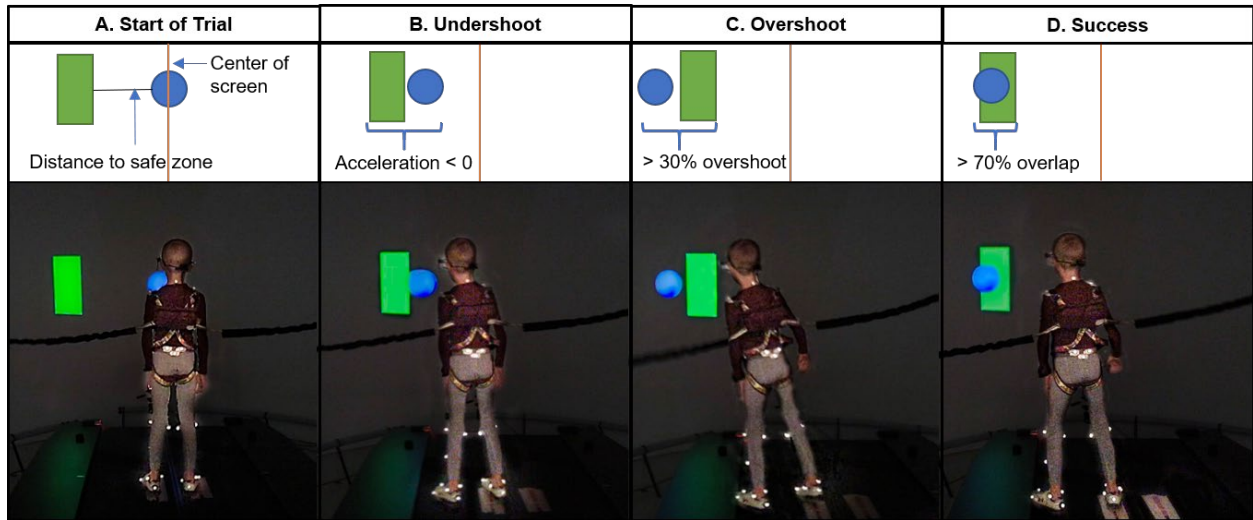 A. Start of Trial
B. Undershoot
C. Overshoot
D. Success
Center of
screen
Distance to safe zone
Acceleration < 0
> 30% overshoot
> 70% overlap